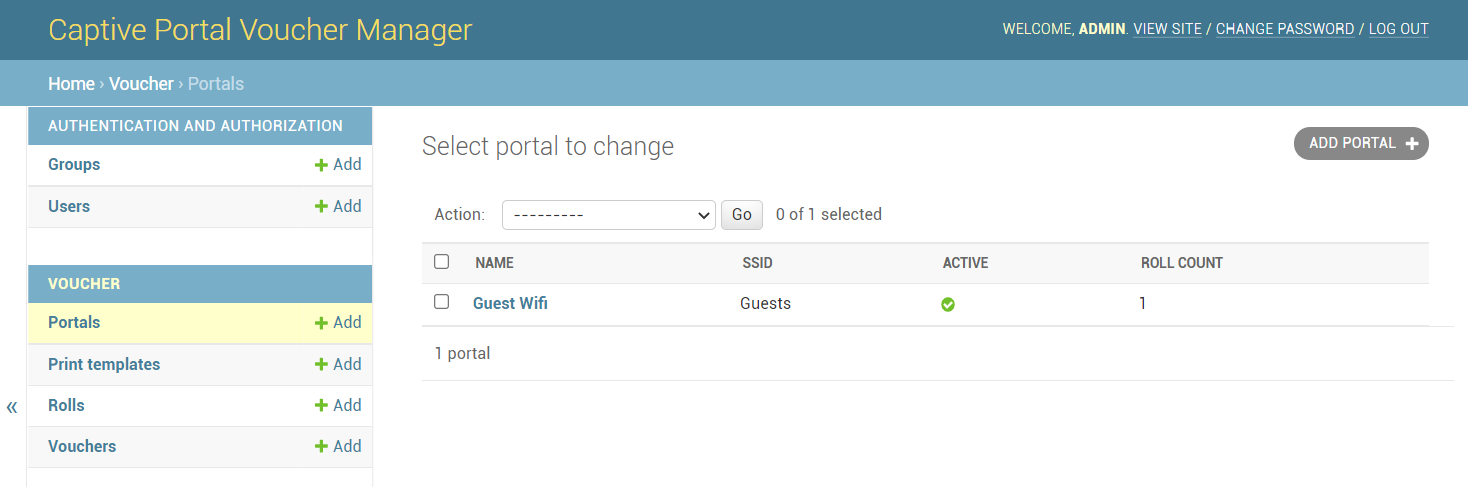 Captive Portal Voucher Manager
WELCOME, ADMIN. VIEW SITE / CHANGE PASSWORD / LOG OUT
Home › Voucher › Portals
AUTHENTICATION AND AUTHORIZATION
Groups + Add
Users + Add
VOUCHER
Portals + Add
Print templates + Add
Rolls + Add
Vouchers + Add
«
Select portal to change
ADD PORTAL +
Action: --------- Go 0 of 1 selected
NAME SSID ACTIVE ROLL COUNT
Guest Wifi Guests 1
1 portal